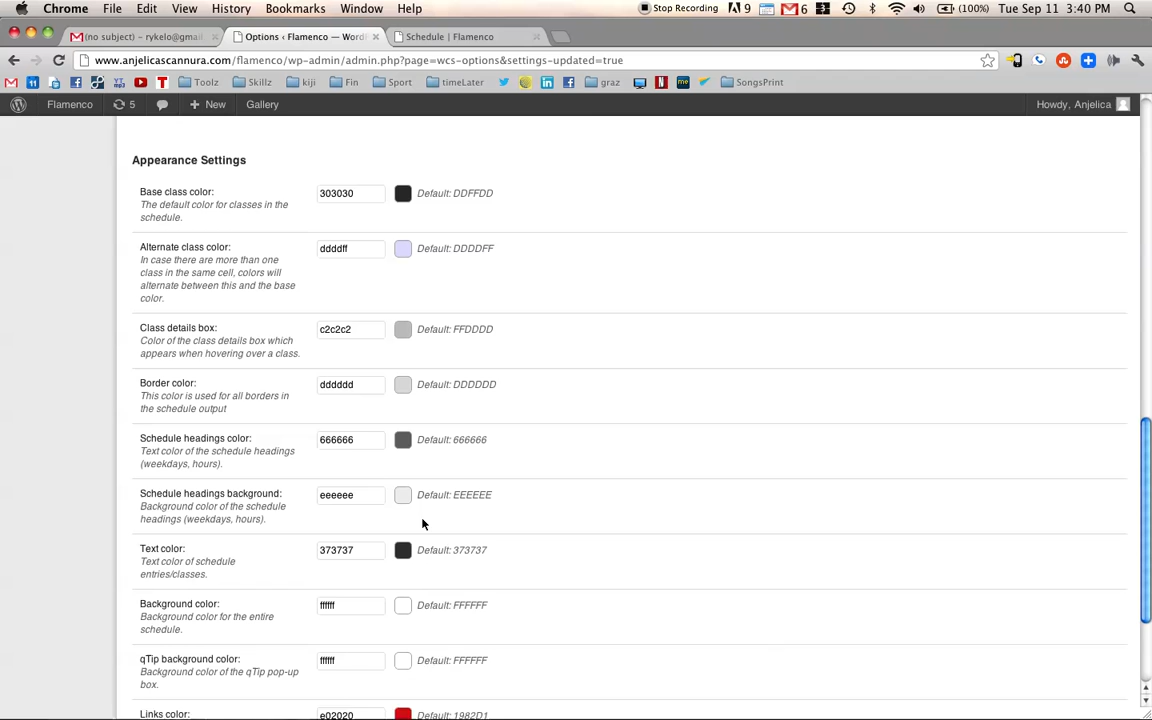 Chrome File Edit View History Bookmarks Window Help Stop Recording 9 6 3 (100%) Tue Sep 11 3:40 PM
(no subject) – rykelo@gmail Options ‹ Flamenco — Word Schedule | Flamenco
www.anjelicascannura.com/flamenco/wp-admin/admin.php?page=wcs-options&settings-updated=true
11 Toolz Skillz kiji Fin Sport timeLater graz me SongsPrint
Flamenco 5 New Gallery Howdy, Anjelica
Appearance Settings
Base class color: 303030 Default: DDFFDD
The default color for classes in the
schedule.
Alternate class color: ddddff Default: DDDDFF
In case there are more than one
class in the same cell, colors will
alternate between this and the base
color.
Class details box: c2c2c2 Default: FFDDDD
Color of the class details box which
appears when hovering over a class.
Border color: dddddd Default: DDDDDD
This color is used for all borders in
the schedule output
Schedule headings color: 666666 Default: 666666
Text color of the schedule headings
(weekdays, hours).
Schedule headings background: eeeeee Default: EEEEEE
Background color of the schedule
headings (weekdays, hours).
Text color: 373737 Default: 373737
Text color of schedule
entries/classes.
Background color: ffffff Default: FFFFFF
Background color for the entire
schedule.
qTip background color: ffffff Default: FFFFFF
Background color of the qTip pop-up
box.
Links color: e02020 Default: 1982D1